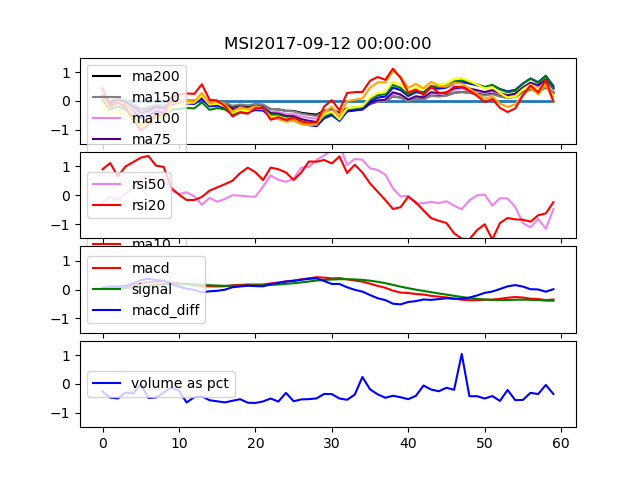 MSI2017-09-12 00:00:00
1
0
−1
ma200
ma150
ma100
ma75
ma10
1
0
−1
rsi50
rsi20
1
0
−1
macd
signal
macd_diff
1
0
−1
volume as pct
0 10 20 30 40 50 60